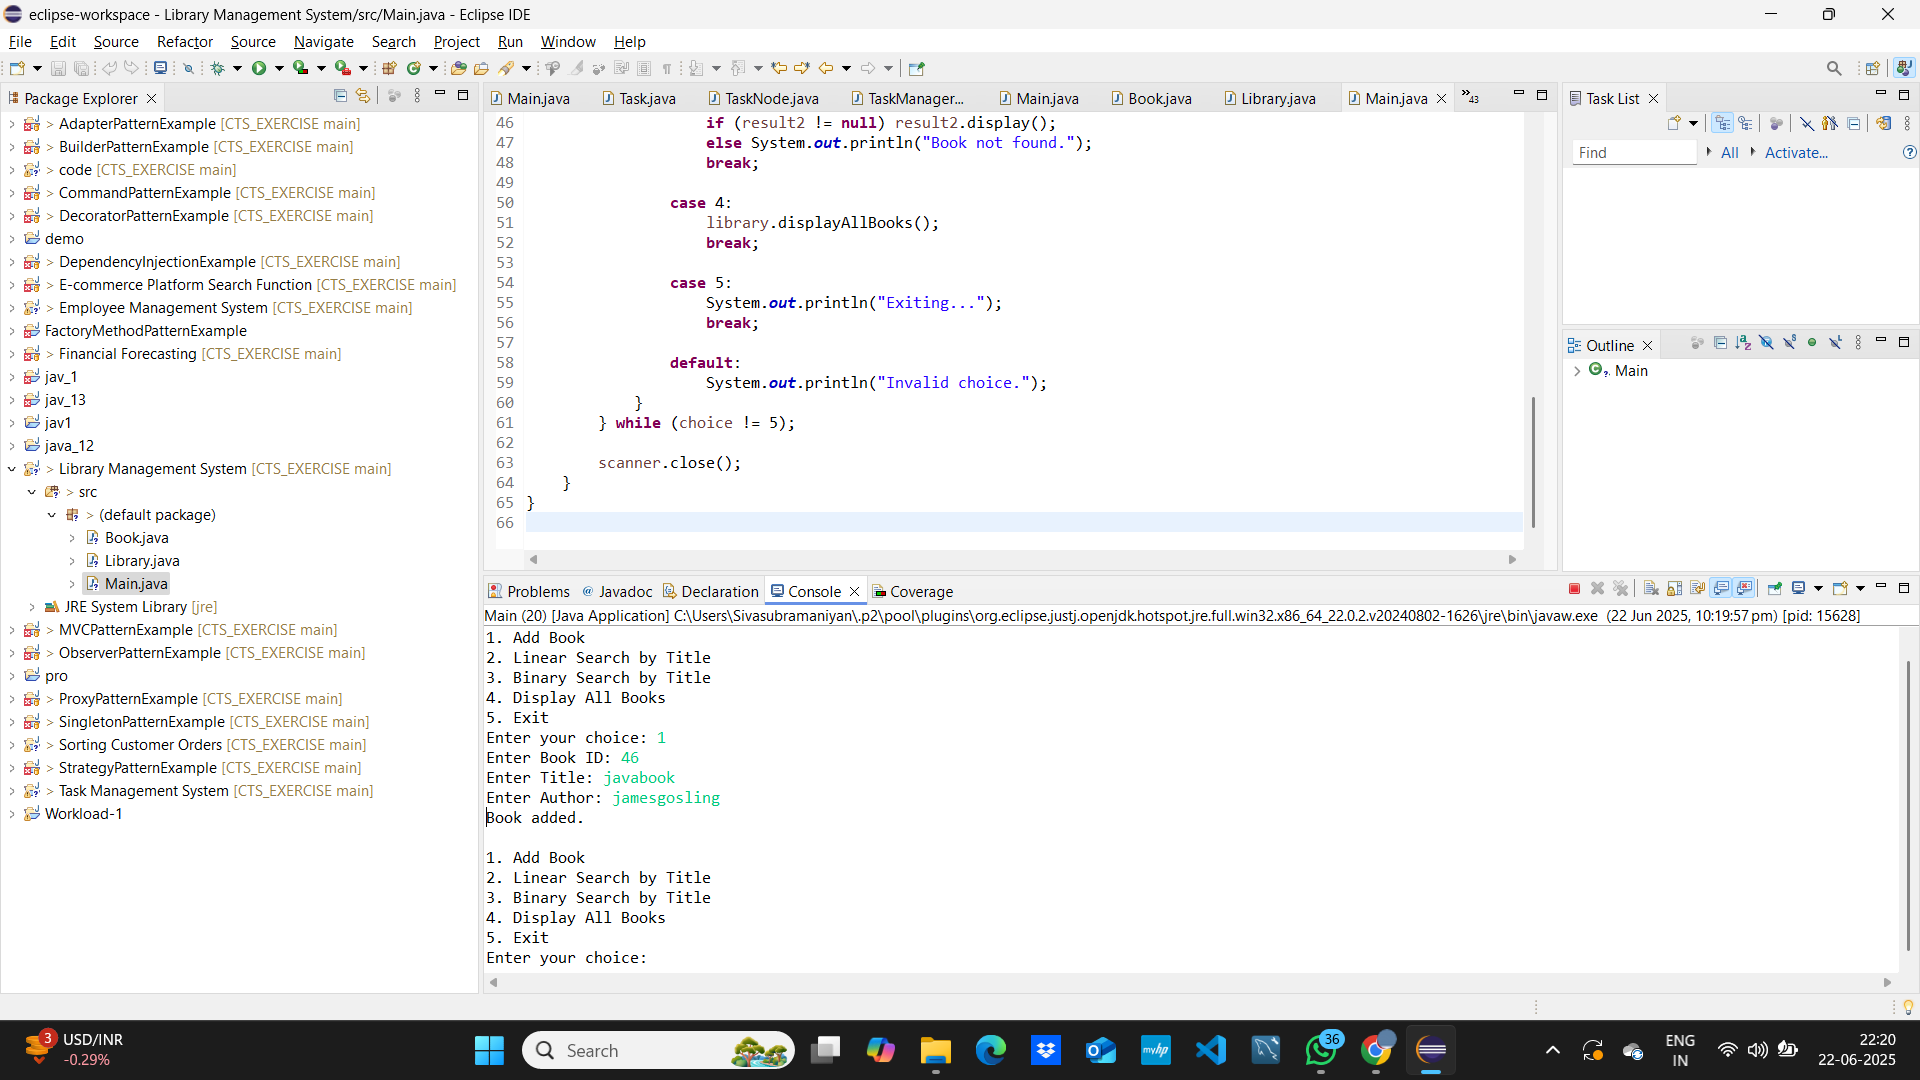 eclipse-workspace - Library Management System/src/Main.java - Eclipse IDE
File Edit Source Refactor Source Navigate Search Project Run Window Help
Package Explorer
> AdapterPatternExample [CTS_EXERCISE main]
> BuilderPatternExample [CTS_EXERCISE main]
> code [CTS_EXERCISE main]
> CommandPatternExample [CTS_EXERCISE main]
> DecoratorPatternExample [CTS_EXERCISE main]
demo
> DependencyInjectionExample [CTS_EXERCISE main]
> E-commerce Platform Search Function [CTS_EXERCISE main]
> Employee Management System [CTS_EXERCISE main]
FactoryMethodPatternExample
> Financial Forecasting [CTS_EXERCISE main]
jav_1
jav_13
jav1
java_12
> Library Management System [CTS_EXERCISE main]
> src
> (default package)
Book.java
Library.java
Main.java
JRE System Library [jre]
> MVCPatternExample [CTS_EXERCISE main]
> ObserverPatternExample [CTS_EXERCISE main]
pro
> ProxyPatternExample [CTS_EXERCISE main]
> SingletonPatternExample [CTS_EXERCISE main]
> Sorting Customer Orders [CTS_EXERCISE main]
> StrategyPatternExample [CTS_EXERCISE main]
> Task Management System [CTS_EXERCISE main]
Workload-1
Main.java Task.java TaskNode.java TaskManager... Main.java Book.java Library.java Main.java »43
46 if (result2 != null) result2.display();
47 else System.out.println("Book not found.");
48 break;
49
50 case 4:
51 library.displayAllBooks();
52 break;
53
54 case 5:
55 System.out.println("Exiting...");
56 break;
57
58 default:
59 System.out.println("Invalid choice.");
60 }
61 } while (choice != 5);
62
63 scanner.close();
64 }
65 }
66
Task List
Find All Activate...
Outline
Main
Problems Javadoc Declaration Console Coverage
Main (20) [Java Application] C:\Users\Sivasubramaniyan\.p2\pool\plugins\org.eclipse.justj.openjdk.hotspot.jre.full.win32.x86_64_22.0.2.v20240802-1626\jre\bin\javaw.exe (22 Jun 2025, 10:19:57 pm) [pid: 15628]
1. Add Book
2. Linear Search by Title
3. Binary Search by Title
4. Display All Books
5. Exit
Enter your choice: 1
Enter Book ID: 46
Enter Title: javabook
Enter Author: jamesgosling
Book added.
1. Add Book
2. Linear Search by Title
3. Binary Search by Title
4. Display All Books
5. Exit
Enter your choice:
3
USD/INR
-0.29%
Search
myhp
36
ENG
IN
22:20
22-06-2025